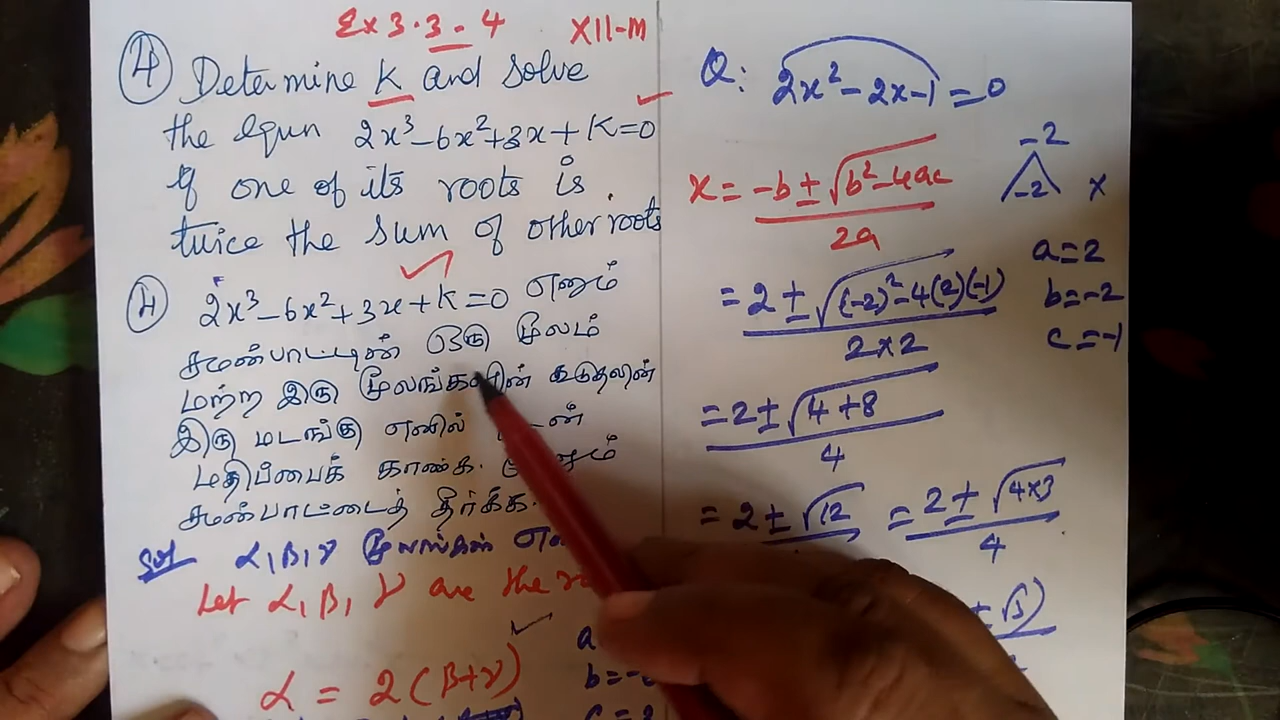 Ex 3.3-4 XII-M
④ Determine K and solve
the equn 2x³-6x²+3x+K=0
If one of its roots is
twice the sum of other roots
④ 2x³-6x²+3x+K=0 எனும்
சமன்பாட்டின் ஒரு மூலம்
மற்ற இரு மூலங்களின் கூடுதலின்
இரு மடங்கு எனில்
மதிப்பைக் காண்க.
சமன்பாட்டைத் தீர்க்க.
Sol α,β,γ மூலங்கள்
Let α, β, γ are the
α = 2(β+γ)
a
b=
c=
Q: 2x²-2x-1=0
-2
-2 x
x = -b±√b²-4ac
2a
a=2
b=-2
c=-1
= 2±√(-2)²-4(2)(-1)
2×2
= 2±√4+8
4
= 2±√12 = 2±√4×3
4
±√3)